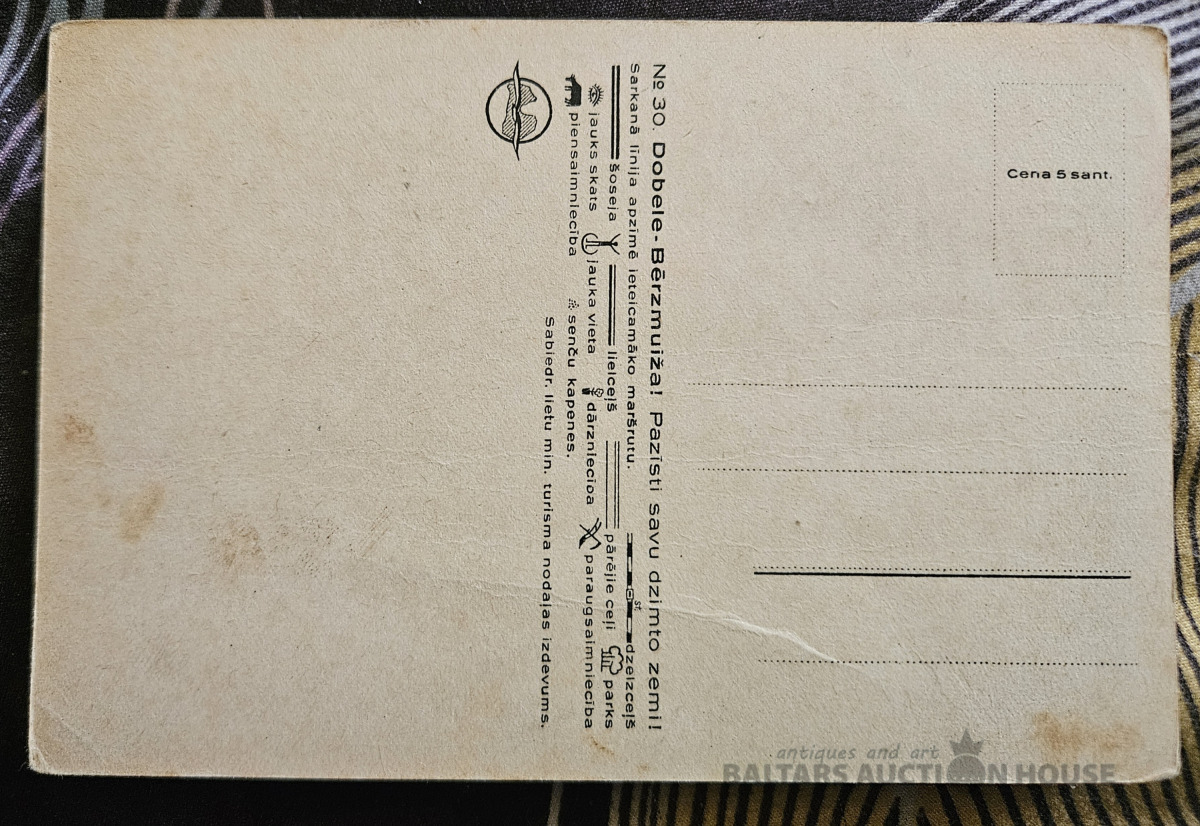 Cena 5 sant.
№ 30. Dobele-Bērzmuiža! Pazīsti savu dzimto zemi!
Sarkanā līnija apzīmē ieteicamāko maršrutu. st. dzelzceļš
šoseja lielceļš pārējie ceļi parks
jauks skats jauka vieta dārzniecība paraugsaimniecība
piensaimniecība senču kapenes.
Sabiedr. lietu min. turisma nodaļas izdevums.
antiques and art
BALTARS AUCTION HOUSE